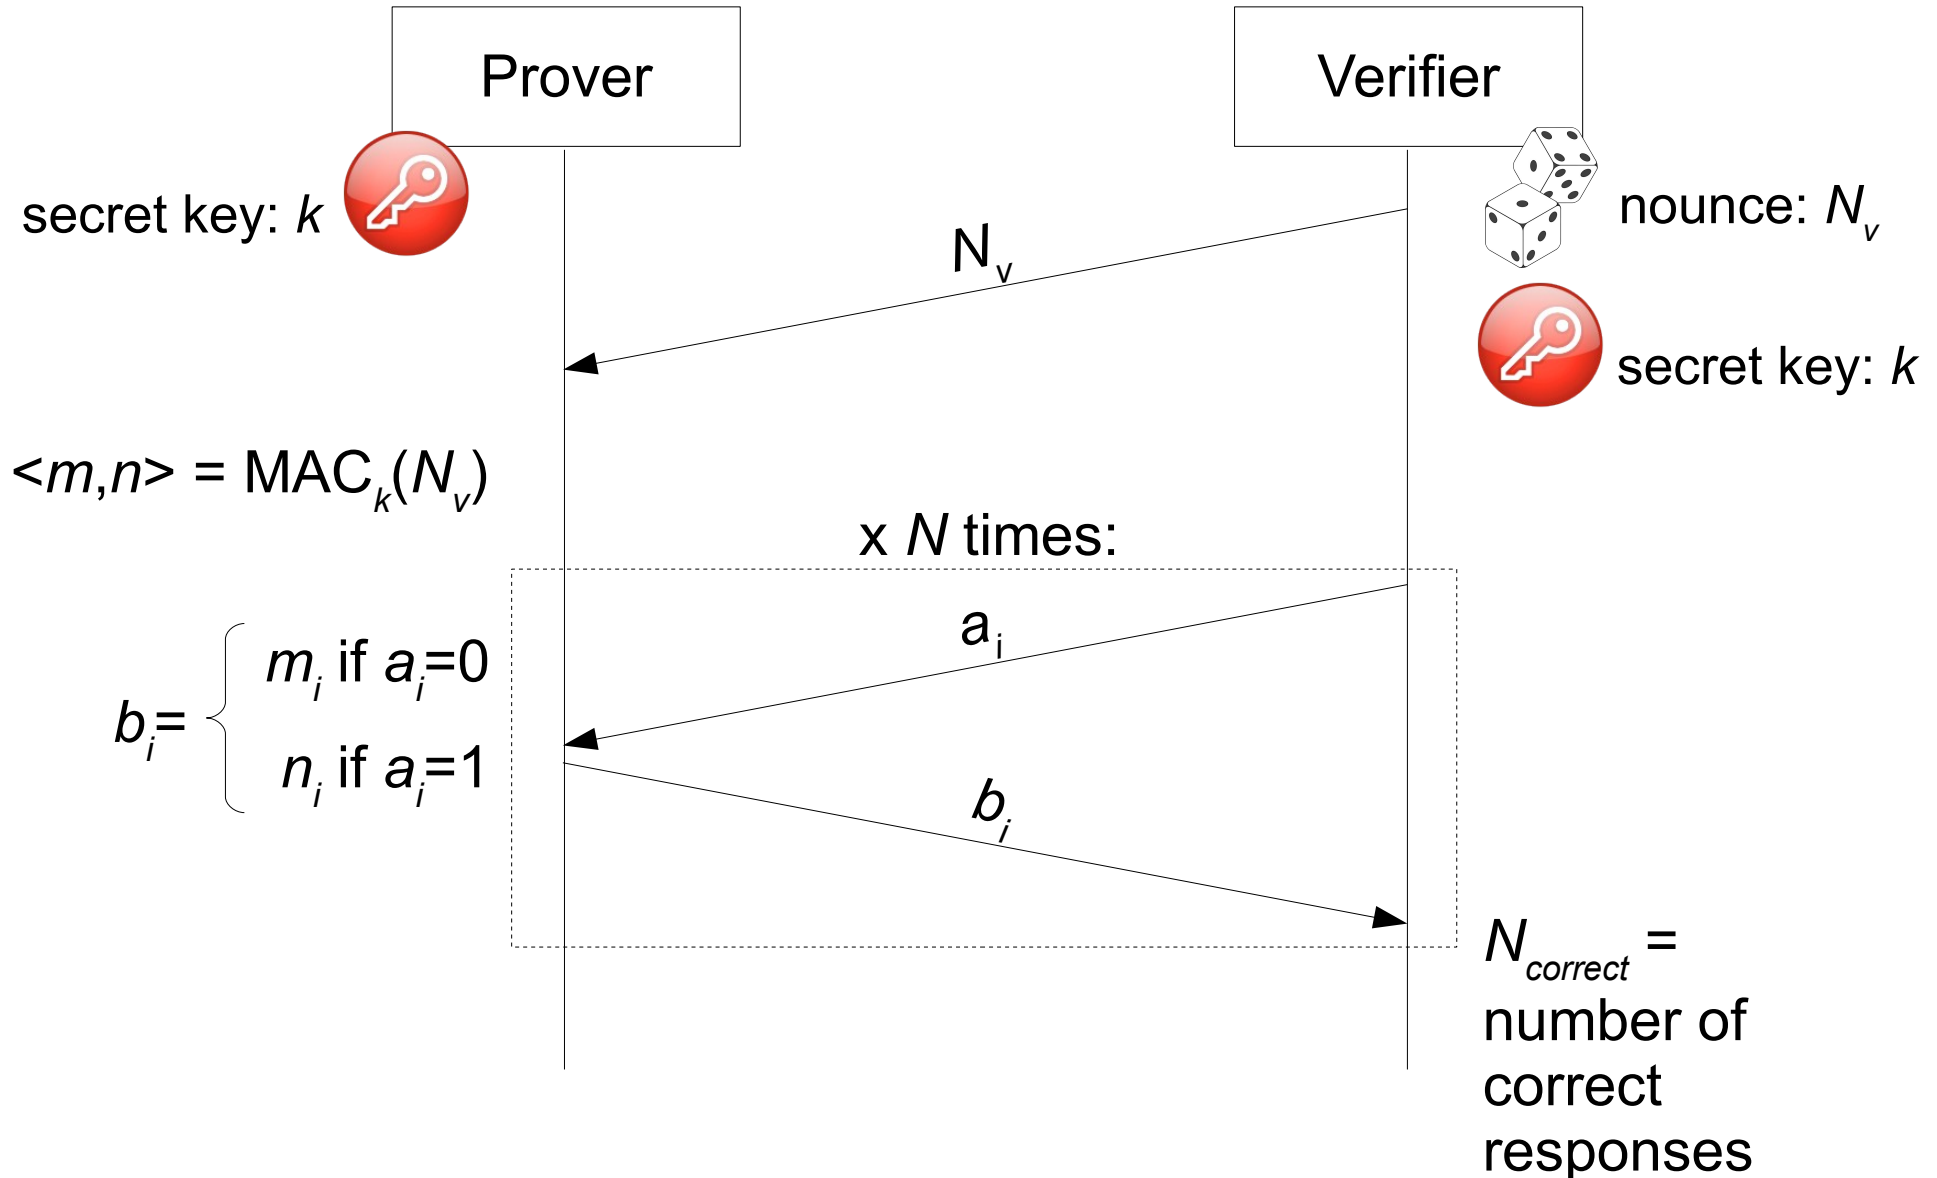 Prover
Verifier
secret key: k
nounce: Nv
Nv
secret key: k
<m,n> = MACk(Nv)
x N times:
ai
mi if ai=0
bi=
ni if ai=1
bi
Ncorrect =
number of
correct
responses